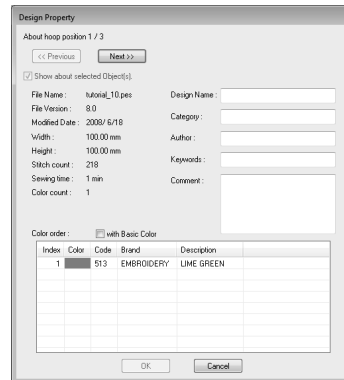 Design Property
About hoop position 1 / 3
<< Previous Next >>
Show about selected Object(s).
File Name : tutorial_10.pes Design Name :
File Version : 8.0
Category :
Modified Date : 2008/ 6/18
Width : 100.00 mm Author :
Height : 100.00 mm
Keywords :
Stitch count : 218
Sewing time : 1 min Comment :
Color count : 1
Color order : with Basic Color
Index Color Code Brand Description
1 513 EMBROIDERY LIME GREEN
OK Cancel